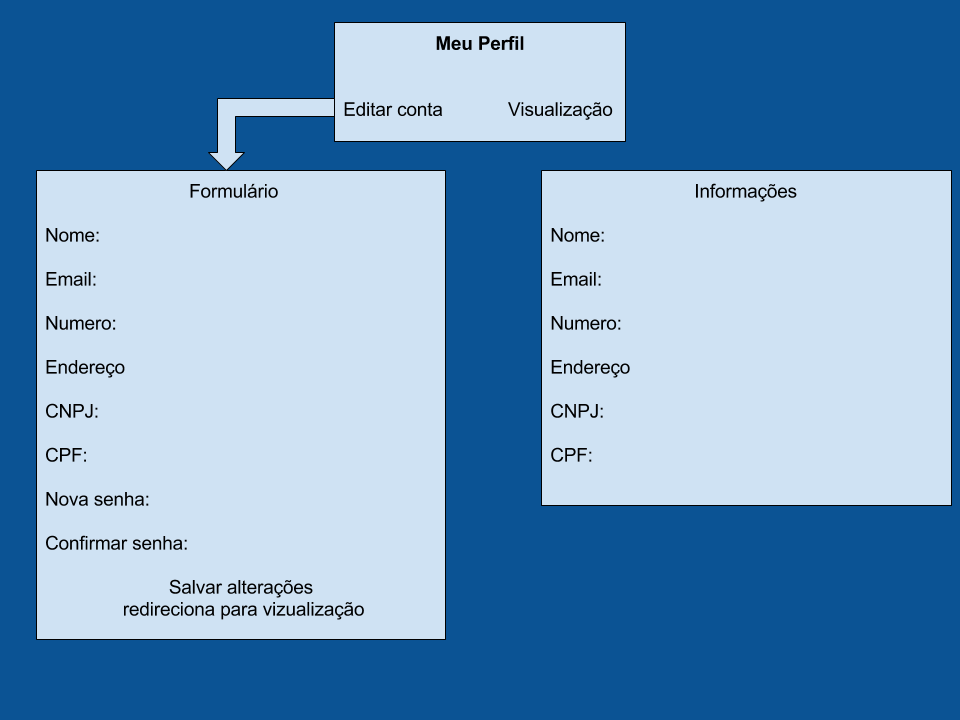 Meu Perfil
Editar conta Visualização
Formulário
Nome:
Email:
Numero:
Endereço
CNPJ:
CPF:
Nova senha:
Confirmar senha:
Salvar alterações
redireciona para vizualização
Informações
Nome:
Email:
Numero:
Endereço
CNPJ:
CPF: